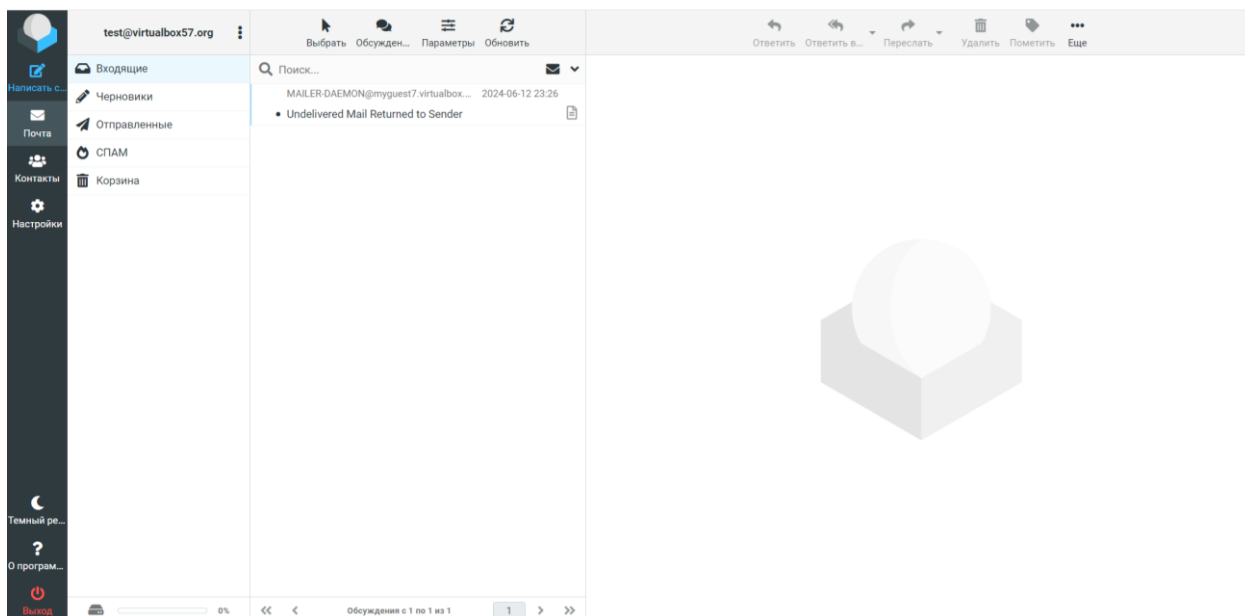 test@virtualbox57.org
Написать с...
Почта
Контакты
Настройки
Темный ре...
О програм...
Выход
Входящие
Черновики
Отправленные
СПАМ
Корзина
0%
Выбрать Обсужден... Параметры Обновить
Поиск...
MAILER-DAEMON@myguest7.virtualbox... 2024-06-12 23:26
Undelivered Mail Returned to Sender
Обсуждения с 1 по 1 из 1 1
Ответить Ответить в... Переслать Удалить Пометить Еще